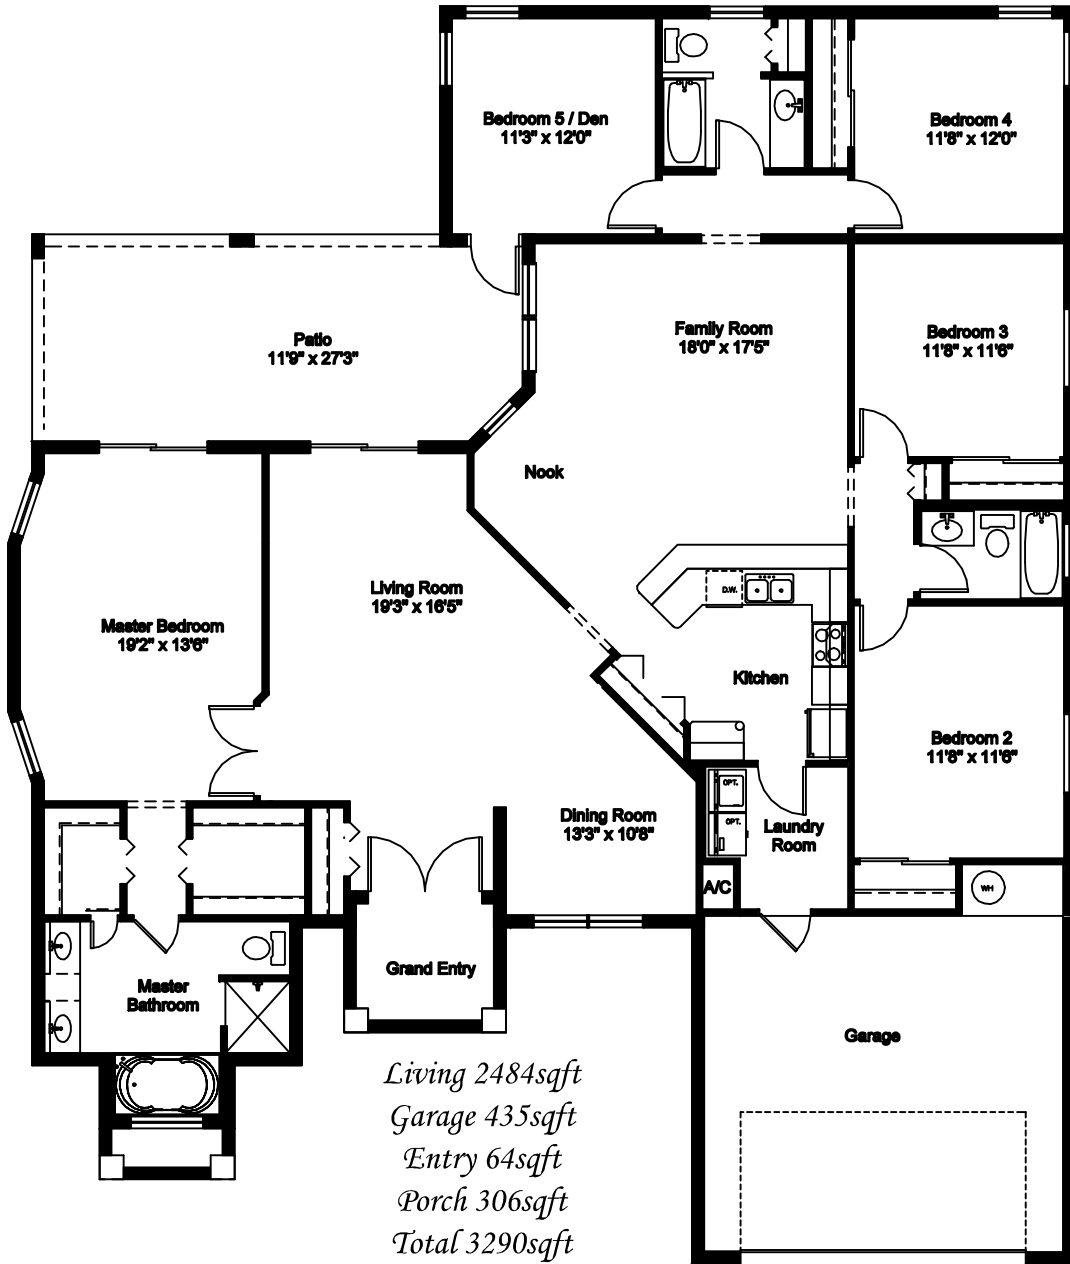 Bedroom 5 / Den
11'3" x 12'0"
Bedroom 4
11'8" x 12'0"
Patio
11'9" x 27'3"
Family Room
18'0" x 17'5"
Bedroom 3
11'8" x 11'6"
Nook
Living Room
19'3" x 16'5"
D.W.
Master Bedroom
19'2" x 13'6"
Kitchen
Bedroom 2
11'8" x 11'6"
OPT.
Dining Room
13'3" x 10'8"
OPT.
Laundry
Room
A/C
WH
Grand Entry
Master
Bathroom
Garage
Living 2484sqft
Garage 435sqft
Entry 64sqft
Porch 306sqft
Total 3290sqft